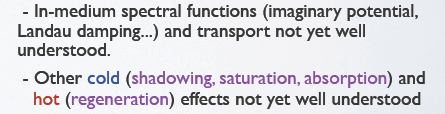 - In-medium spectral functions (imaginary potential,
Landau damping...) and transport not yet well
understood.
- Other cold (shadowing, saturation, absorption) and
hot (regeneration) effects not yet well understood